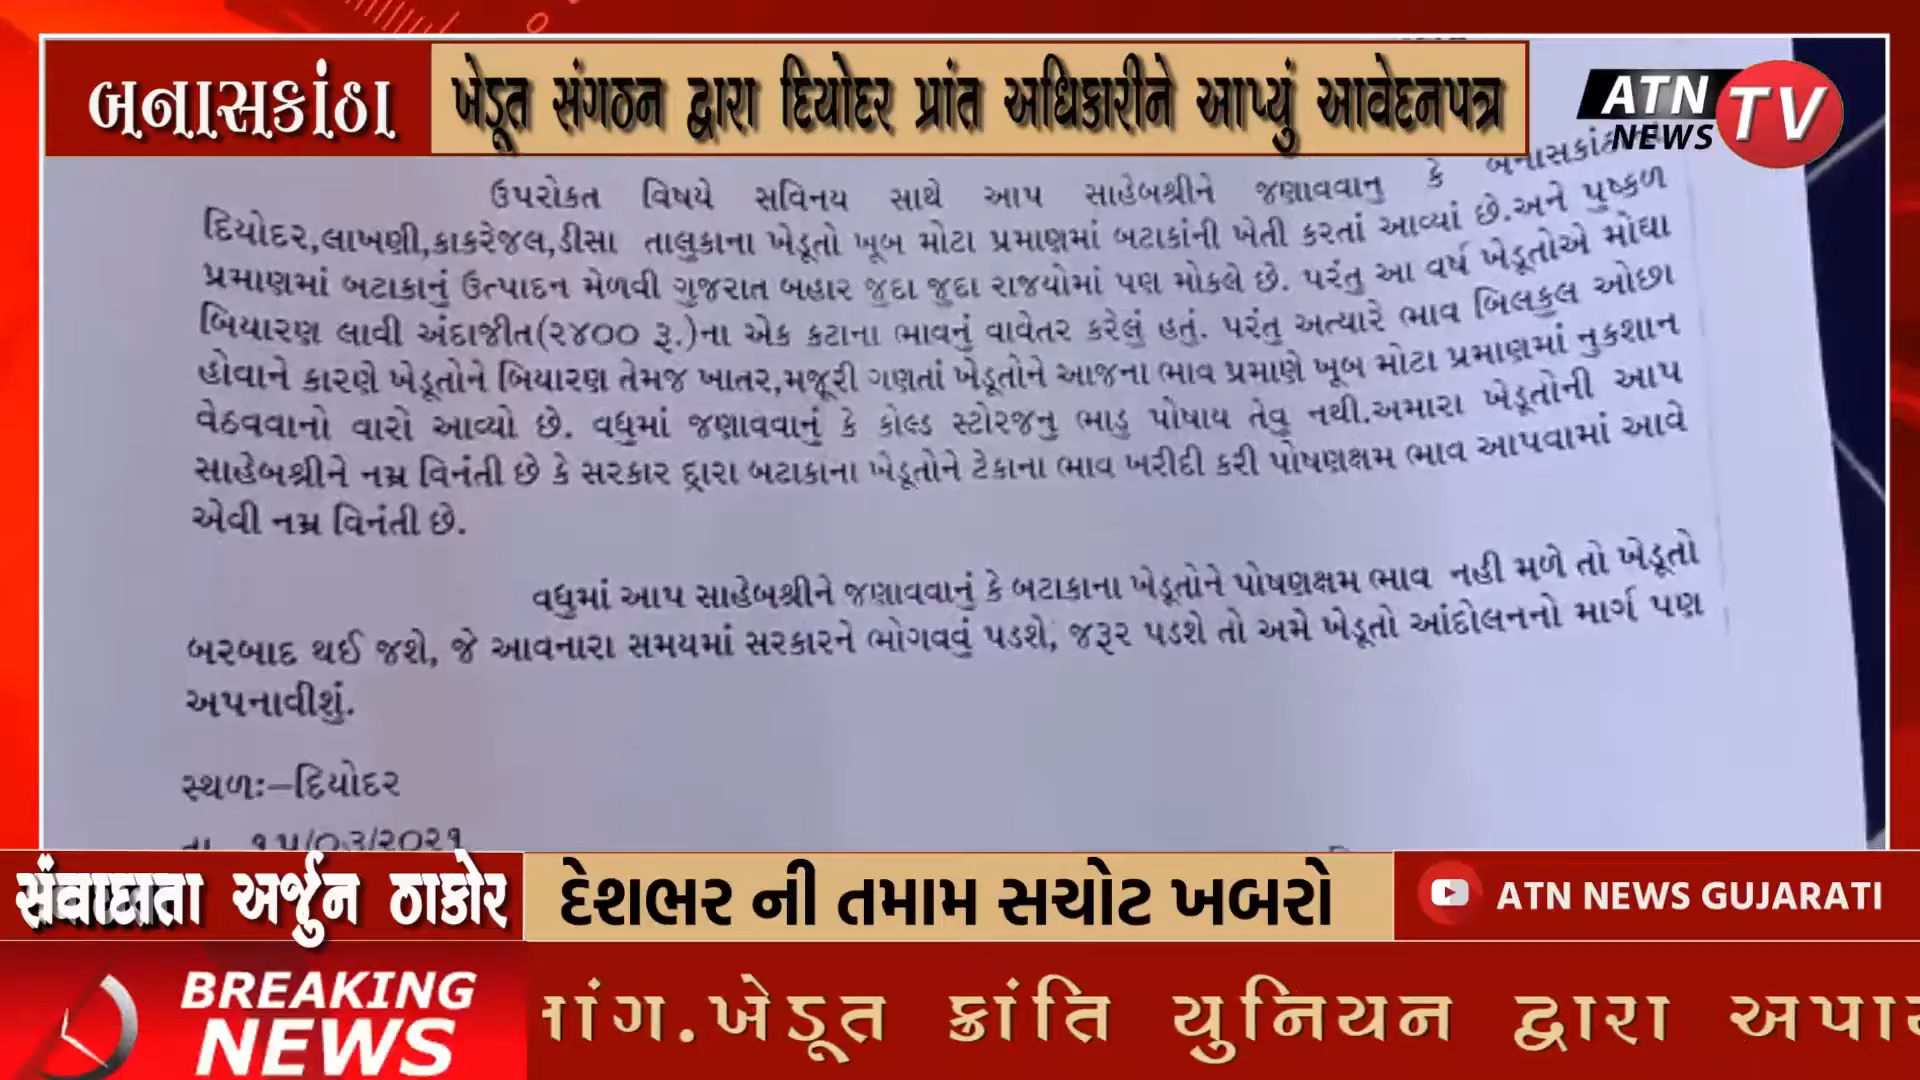 બનાસકાંઠા
ખેડૂત સંગઠન દ્વારા દિયોદર પ્રાંત અધિકારીને આપ્યું આવેદનપત્ર
ATN
NEWS
TV
ઉપરોકત વિષયે સવિનય સાથે આપ સાહેબશ્રીને જણાવવાનુ કે
દિયોદર,લાખણી,કાકરેજલ,ડીસા તાલુકાના ખેડૂતો ખૂબ મોટા પ્રમાણમાં બટાકાંની ખેતી કરતાં આવ્યાં છે.અને પુષ્કળ
પ્રમાણમાં બટાકાનું ઉત્પાદન મેળવી ગુજરાત બહાર જુદા જુદા રાજયોમાં પણ મોકલે છે. પરંતુ આ વર્ષ ખેડૂતોએ મોઘા
બિયારણ લાવી અંદાજીત(૨૪૦૦ રૂ.)ના એક કટાના ભાવનું વાવેતર કરેલું હતું. પરંતુ અત્યારે ભાવ બિલકુલ ઓછા
હોવાને કારણે ખેડૂતોને બિયારણ તેમજ ખાતર,મજૂરી ગણતાં ખેડૂતોને આજના ભાવ પ્રમાણે ખૂબ મોટા પ્રમાણમાં નુકશાન
વેઠવવાનો વારો આવ્યો છે. વધુમાં જણાવવાનું કે કોલ્ડ સ્ટોરજનુ ભાડુ પોષાય તેવુ નથી.અમારા ખેડૂતોની આપ
સાહેબશ્રીને નમ્ર વિનંતી છે કે સરકાર દ્વારા બટાકાના ખેડૂતોને ટેકાના ભાવ ખરીદી કરી પોષણક્ષમ ભાવ આપવામાં આવે
એવી નમ્ર વિનંતી છે.
વધુમાં આપ સાહેબશ્રીને જણાવવાનું કે બટાકાના ખેડૂતોને પોષણક્ષમ ભાવ નહી મળે તો ખેડૂતો
બરબાદ થઈ જશે, જે આવનારા સમયમાં સરકારને ભોગવવું પડશે, જરૂર પડશે તો અમે ખેડૂતો આંદોલનનો માર્ગ પણ
અપનાવીશું.
સ્થળઃ–દિયોદર
૧૫/૦૩/૨૦૨૧
અર્જુન ઠાકોર
દેશભર ની તમામ સચોટ ખબરો
ATN NEWS GUJARATI
BREAKING
NEWS
ાંગ.ખેડૂત ક્રાંતિ યુનિયન દ્વારા